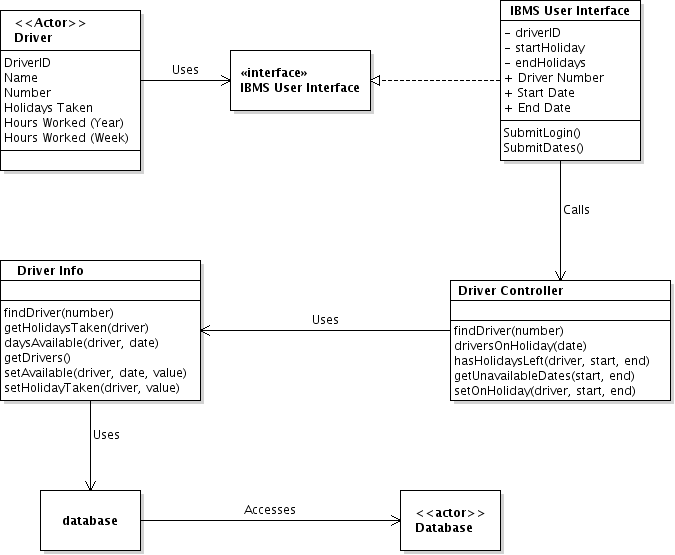 <<Actor>>
Driver
DriverID
Name
Number
Holidays Taken
Hours Worked (Year)
Hours Worked (Week)
Uses
«interface»
IBMS User Interface
IBMS User Interface
- driverID
- startHoliday
- endHolidays
+ Driver Number
+ Start Date
+ End Date
SubmitLogin()
SubmitDates()
Calls
Driver Info
findDriver(number)
getHolidaysTaken(driver)
daysAvailable(driver, date)
getDrivers()
setAvailable(driver, date, value)
setHolidayTaken(driver, value)
Uses
Driver Controller
findDriver(number)
driversOnHoliday(date)
hasHolidaysLeft(driver, start, end)
getUnavailableDates(start, end)
setOnHoliday(driver, start, end)
Uses
database
Accesses
<<actor>>
Database